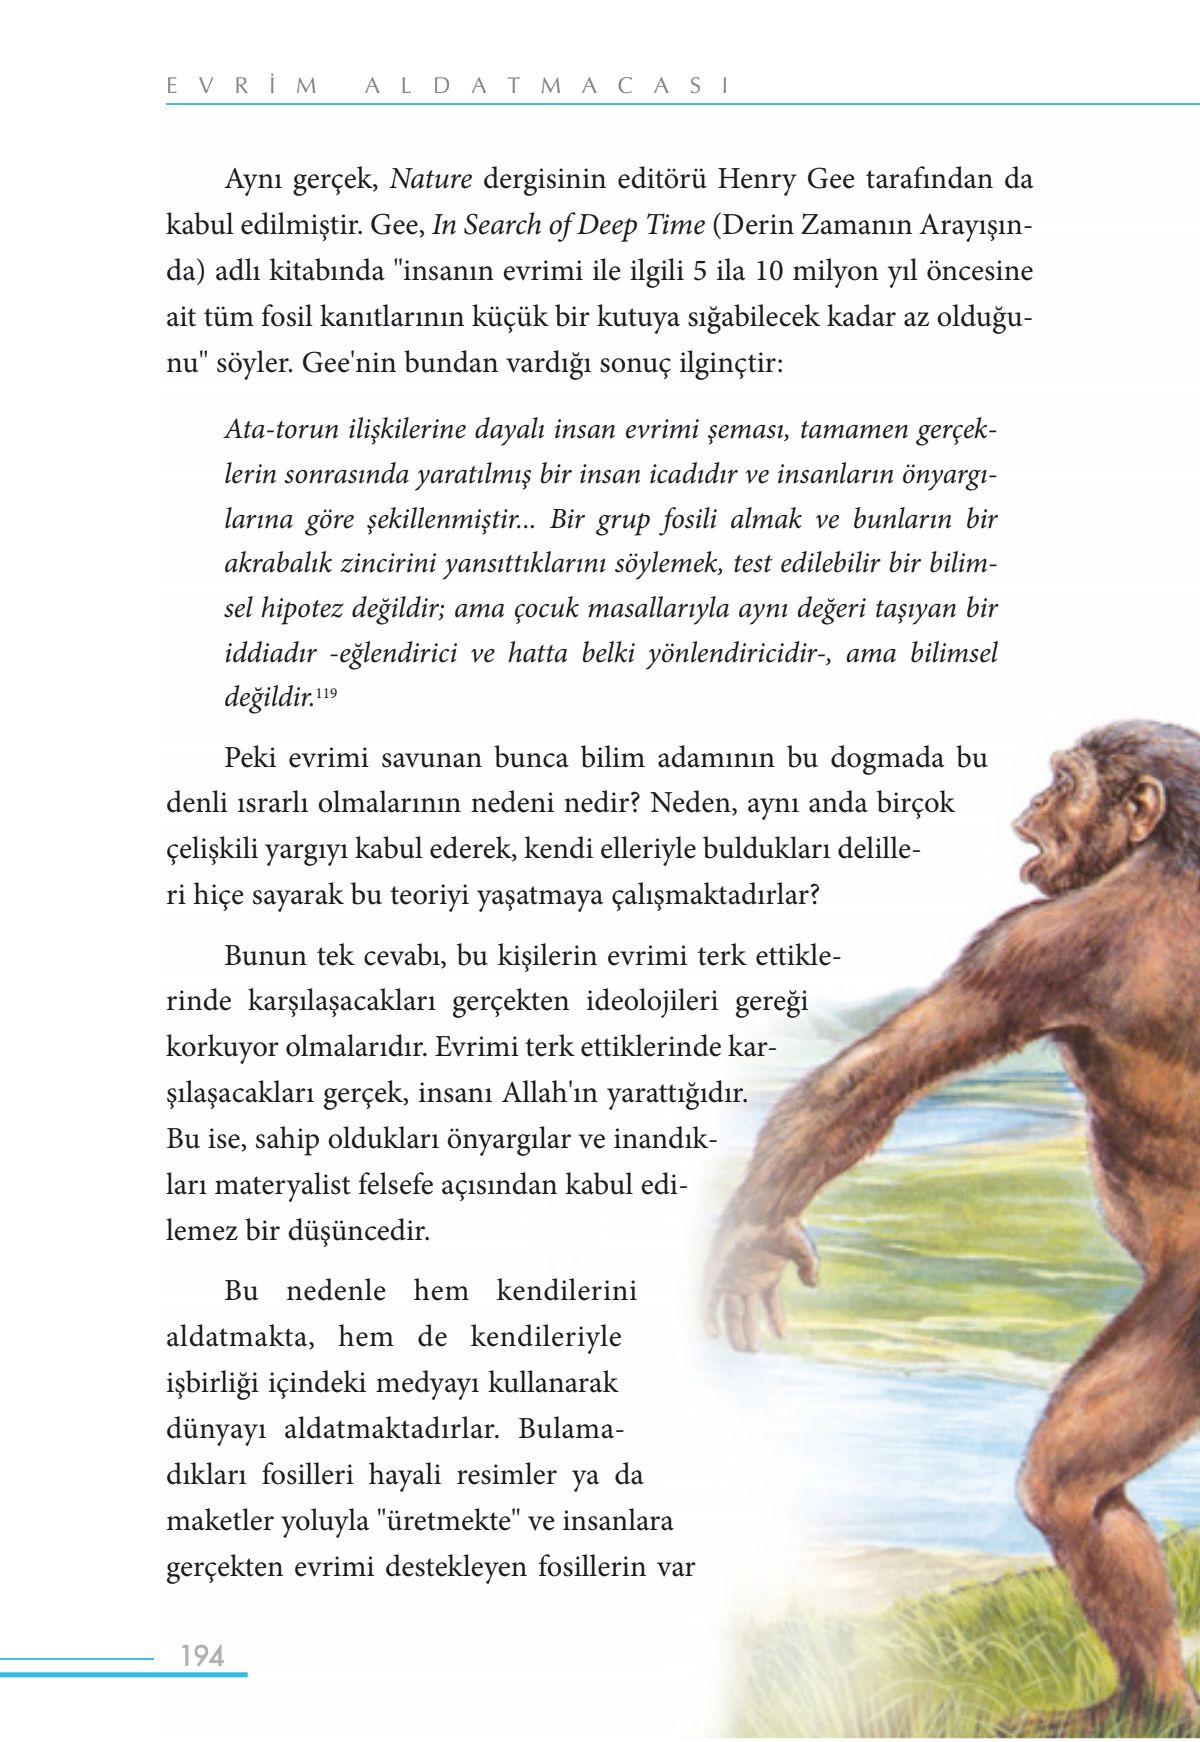 EVRİM ALDATMACASI
Aynı gerçek, Nature dergisinin editörü Henry Gee tarafından da
kabul edilmiştir. Gee, In Search of Deep Time (Derin Zamanın Arayışın-
da) adlı kitabında "insanın evrimi ile ilgili 5 ila 10 milyon yıl öncesine
ait tüm fosil kanıtlarının küçük bir kutuya sığabilecek kadar az olduğu-
nu" söyler. Gee'nin bundan vardığı sonuç ilginçtir:
Ata-torun ilişkilerine dayalı insan evrimi şeması, tamamen gerçek-
lerin sonrasında yaratılmış bir insan icadıdır ve insanların önyargı-
larına göre şekillenmiştir... Bir grup fosili almak ve bunların bir
akrabalık zincirini yansıttıklarını söylemek, test edilebilir bir bilim-
sel hipotez değildir; ama çocuk masallarıyla aynı değeri taşıyan bir
iddiadır -eğlendirici ve hatta belki yönlendiricidir-, ama bilimsel
değildir.119
Peki evrimi savunan bunca bilim adamının bu dogmada bu
denli ısrarlı olmalarının nedeni nedir? Neden, aynı anda birçok
çelişkili yargıyı kabul ederek, kendi elleriyle buldukları delille-
ri hiçe sayarak bu teoriyi yaşatmaya çalışmaktadırlar?
Bunun tek cevabı, bu kişilerin evrimi terk ettikle-
rinde karşılaşacakları gerçekten ideolojileri gereği
korkuyor olmalarıdır. Evrimi terk ettiklerinde kar-
şılaşacakları gerçek, insanı Allah'ın yarattığıdır.
Bu ise, sahip oldukları önyargılar ve inandık-
ları materyalist felsefe açısından kabul edi-
lemez bir düşüncedir.
Bu nedenle hem kendilerini
aldatmakta, hem de kendileriyle
işbirliği içindeki medyayı kullanarak
dünyayı aldatmaktadırlar. Bulama-
dıkları fosilleri hayali resimler ya da
maketler yoluyla "üretmekte" ve insanlara
gerçekten evrimi destekleyen fosillerin var
194